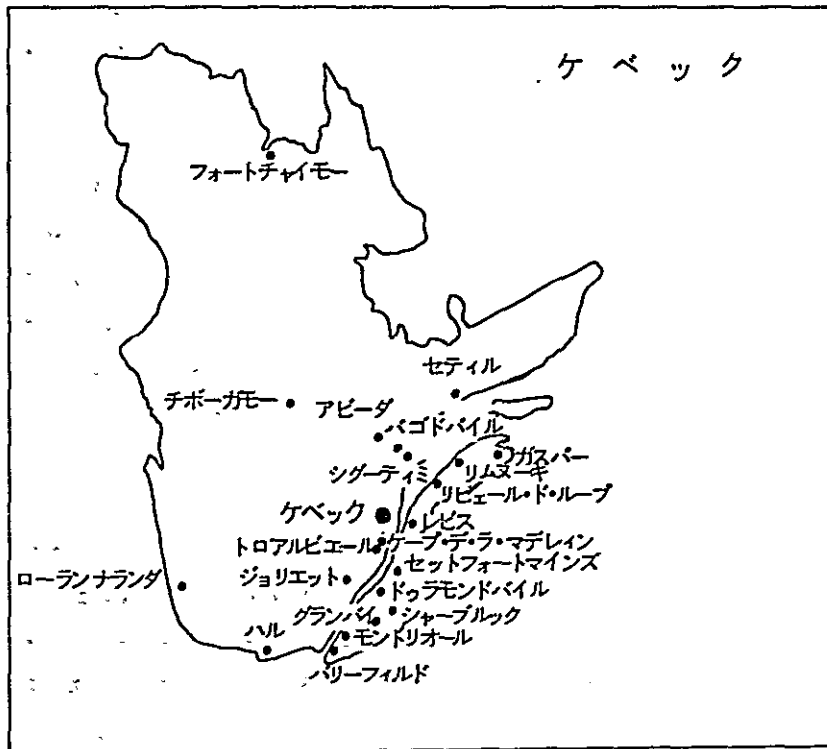 ケベック
フォートチャイモー
セティル
チボーガモー
アビーダ
バゴドバイル
ガスパー
シグーティミ
リムヌーキ
リビェール・ド・ループ
ケベック
レビス
トロアルビエール
ケープ・デ・ラ・マデレィン
セットフォートマインズ
ローランナランダ
ジョリエット
ドゥラモンドバイル
グランバイ
シャーブルック
ハル
モントリオール
バリーフィルド